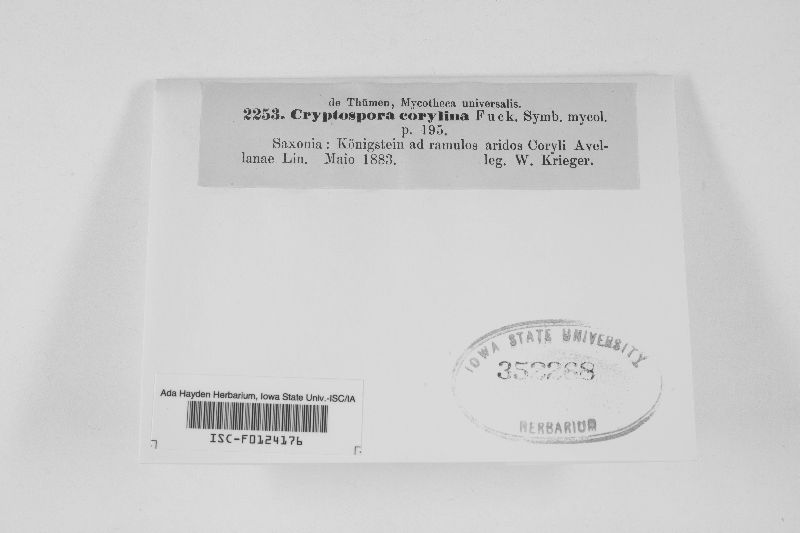 de Thümen, Mycotheca universalis.
2253. Cryptospora corylina Fuck. Symb. mycol.
p. 195.
Saxonia: Königstein ad ramulos aridos Coryli Avel-
lanae Lin. Maio 1883. leg. W. Krieger.
IOWA STATE UNIVERSITY
HERBARIUM
Ada Hayden Herbarium, Iowa State Univ.-ISC/IA
ISC-F0124176